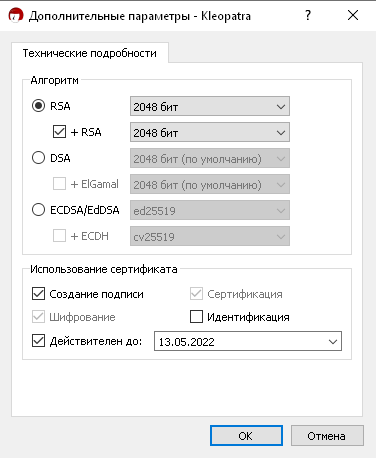 Дополнительные параметры - Kleopatra ?
Технические подробности
Алгоритм
RSA 2048 бит
+ RSA 2048 бит
DSA 2048 бит (по умолчанию)
+ ElGamal 2048 бит (по умолчанию)
ECDSA/EdDSA ed25519
+ ECDH cv25519
Использование сертификата
Создание подписи Сертификация
Шифрование Идентификация
Действителен до: 13.05.2022
OK Отмена